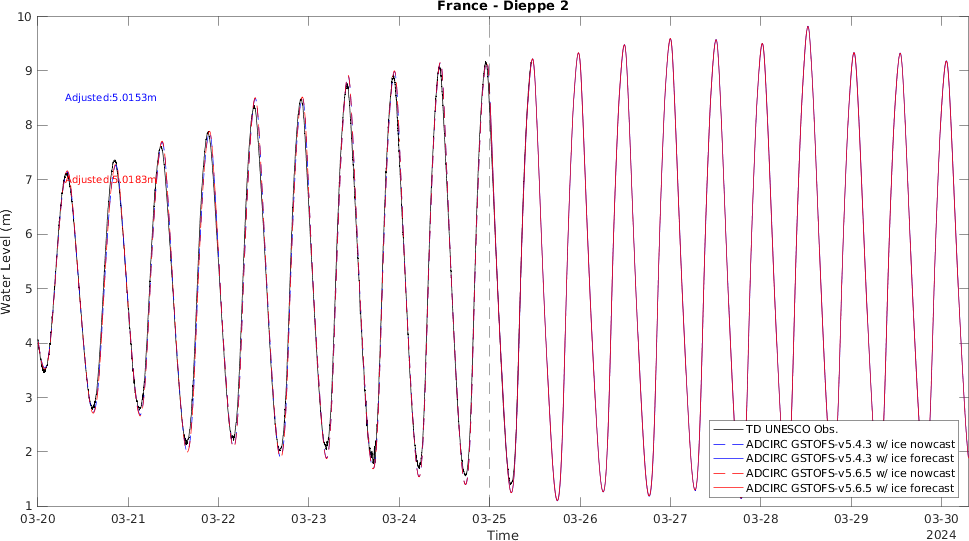 France - Dieppe 2
10
9
8
7
6
5
4
3
2
1
Water Level (m)
Adjusted:5.0153m
Adjusted:5.0183m
TD UNESCO Obs.
ADCIRC GSTOFS-v5.4.3 w/ ice nowcast
ADCIRC GSTOFS-v5.4.3 w/ ice forecast
ADCIRC GSTOFS-v5.6.5 w/ ice nowcast
ADCIRC GSTOFS-v5.6.5 w/ ice forecast
03-20 03-21 03-22 03-23 03-24 03-25 03-26 03-27 03-28 03-29 03-30
2024
Time